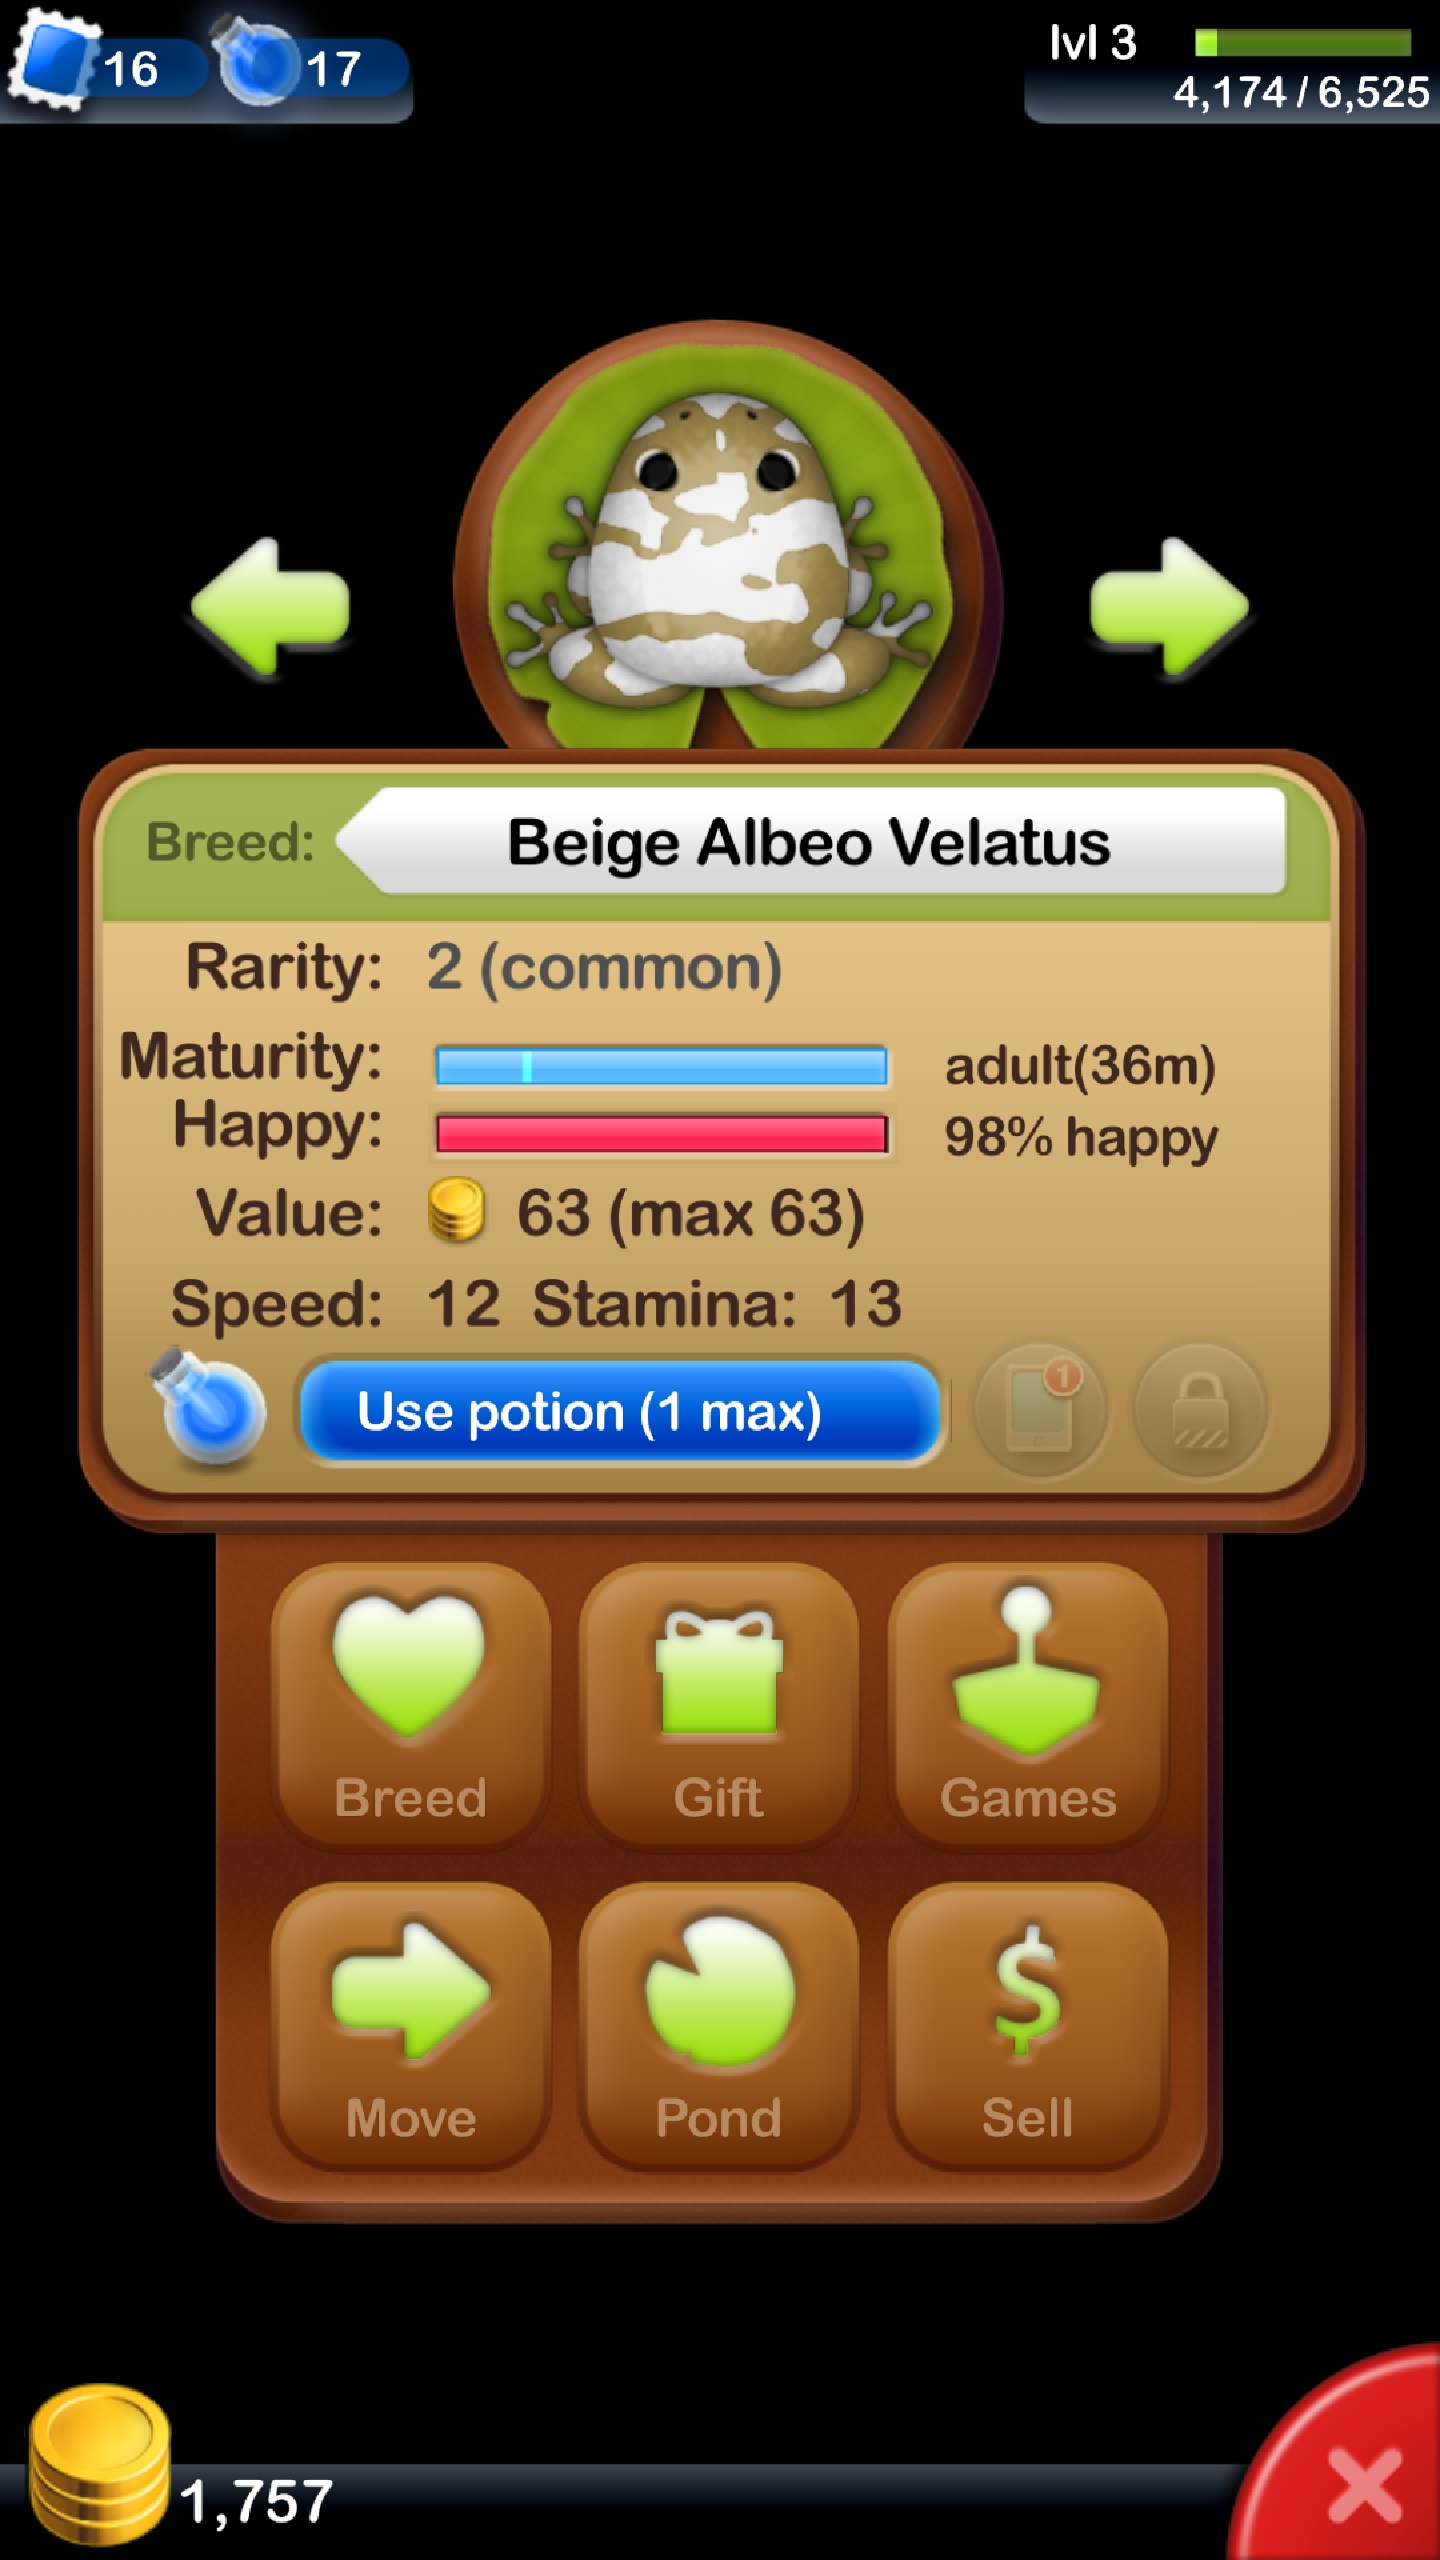 16 17
lvl 3
4,174 / 6,525
Breed: Beige Albeo Velatus
Rarity: 2 (common)
Maturity: adult(36m)
Happy: 98% happy
Value: 63 (max 63)
Speed: 12 Stamina: 13
Use potion (1 max) 1
Breed Gift Games
Move Pond Sell
1,757